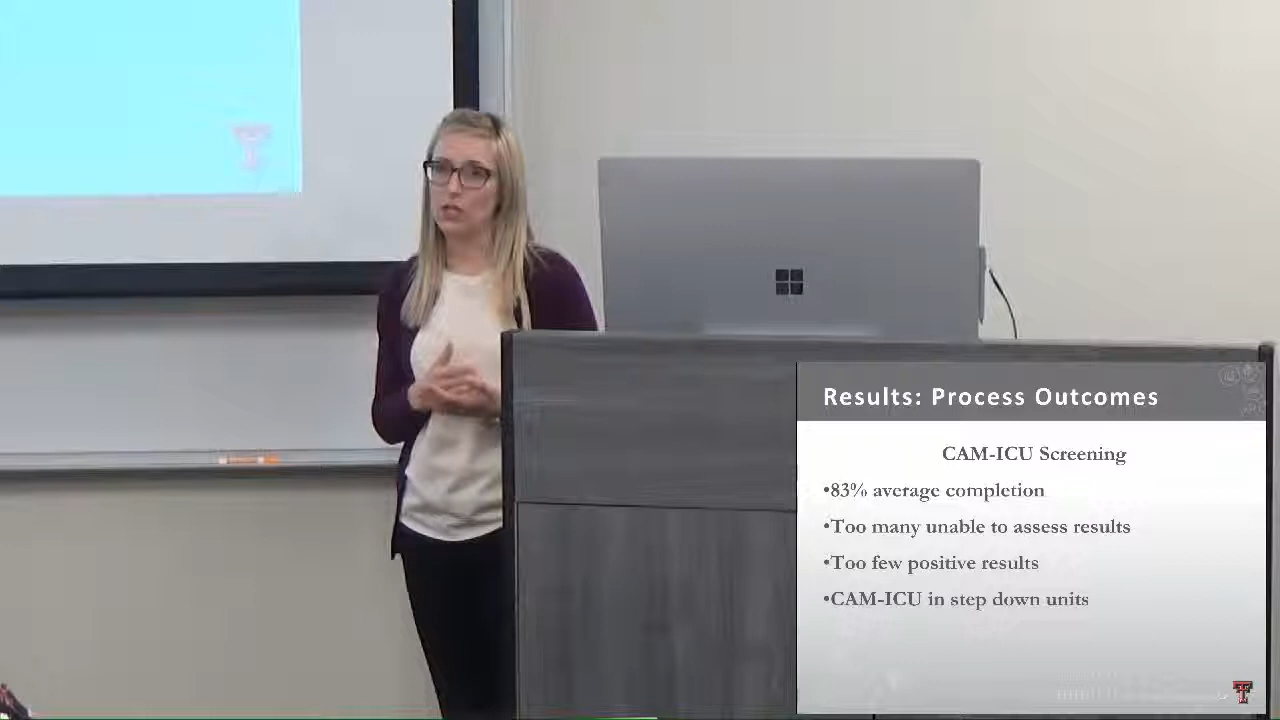 Results: Process Outcomes
CAM-ICU Screening
•83% average completion
•Too many unable to assess results
•Too few positive results
•CAM-ICU in step down units